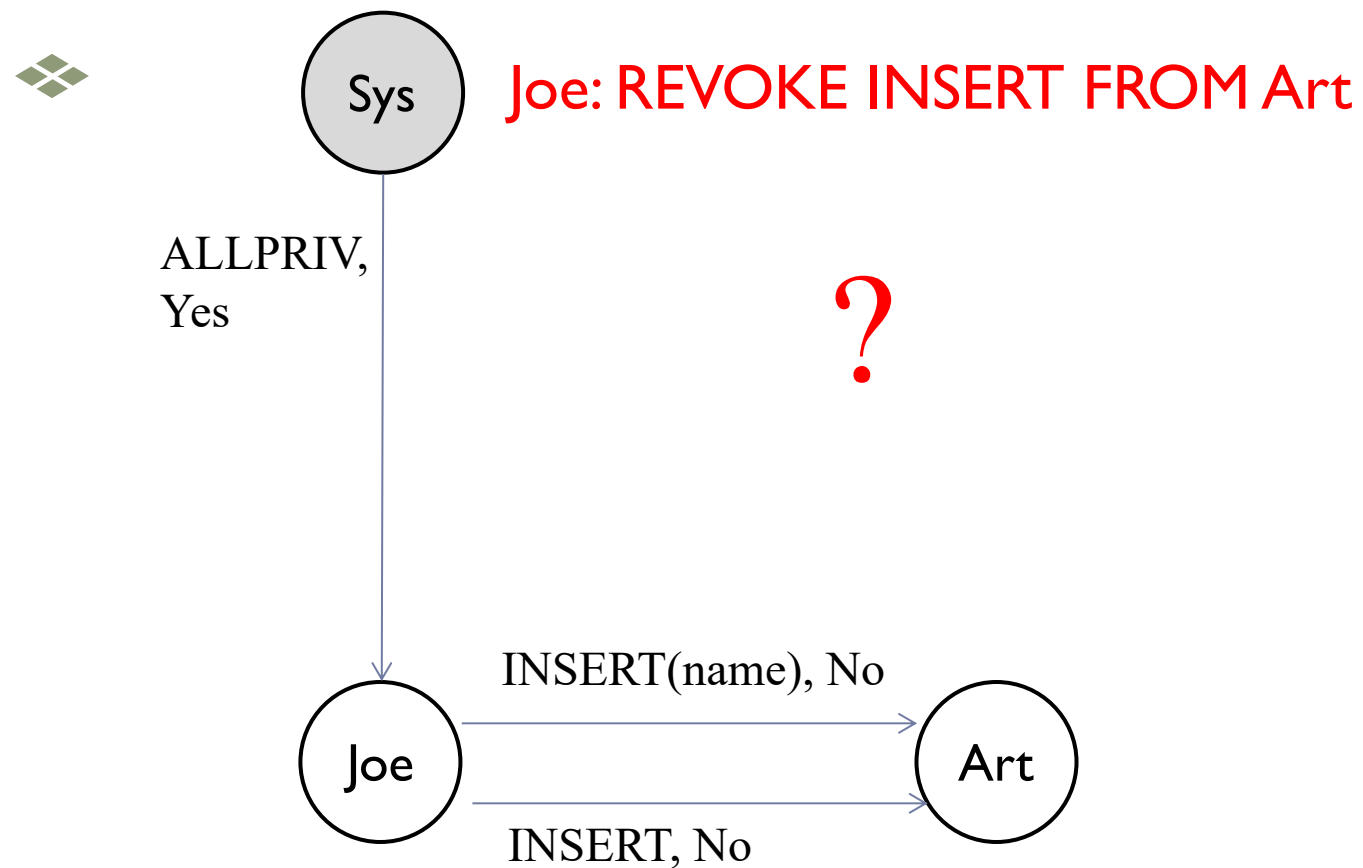 Sys
Joe: REVOKE INSERT FROM Art
ALLPRIV,
Yes
?
INSERT(name), No
Joe
Art
INSERT, No